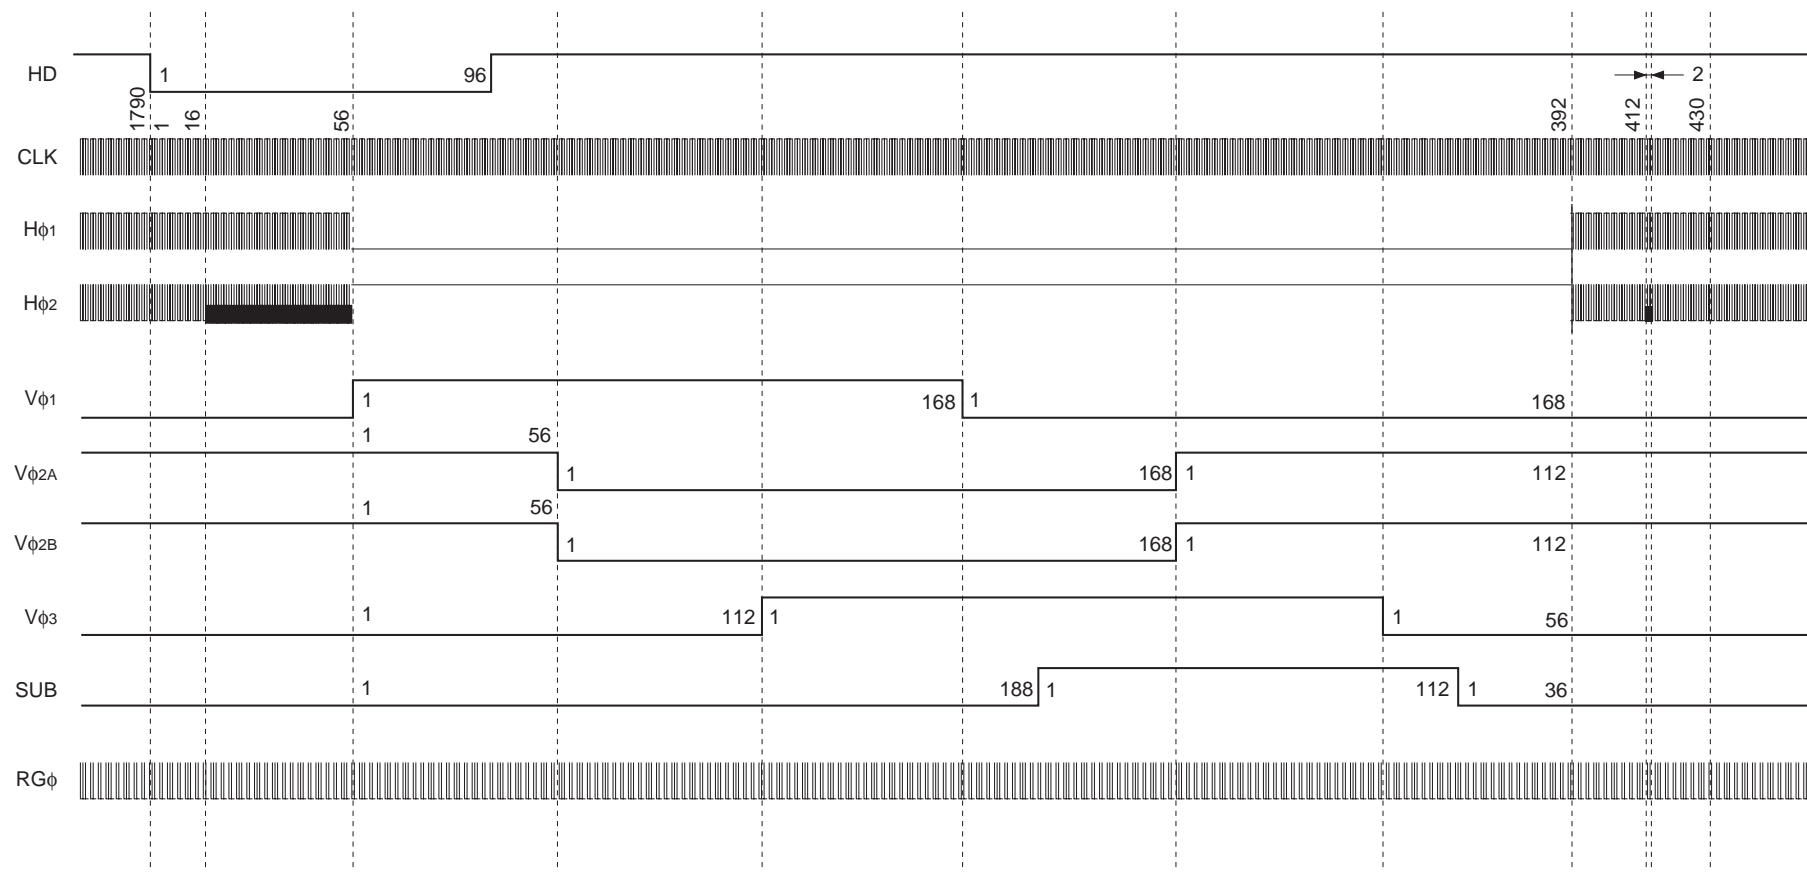 HD 1 96 2
1790 1 16 56 392 412 430
CLK
Hϕ1
Hϕ2
Vϕ1 1 168 1 168
1 56
Vϕ2A 1 168 1 112
1 56
Vϕ2B 1 168 1 112
Vϕ3 1 112 1 1 56
SUB 1 188 1 112 1 36
RGϕ